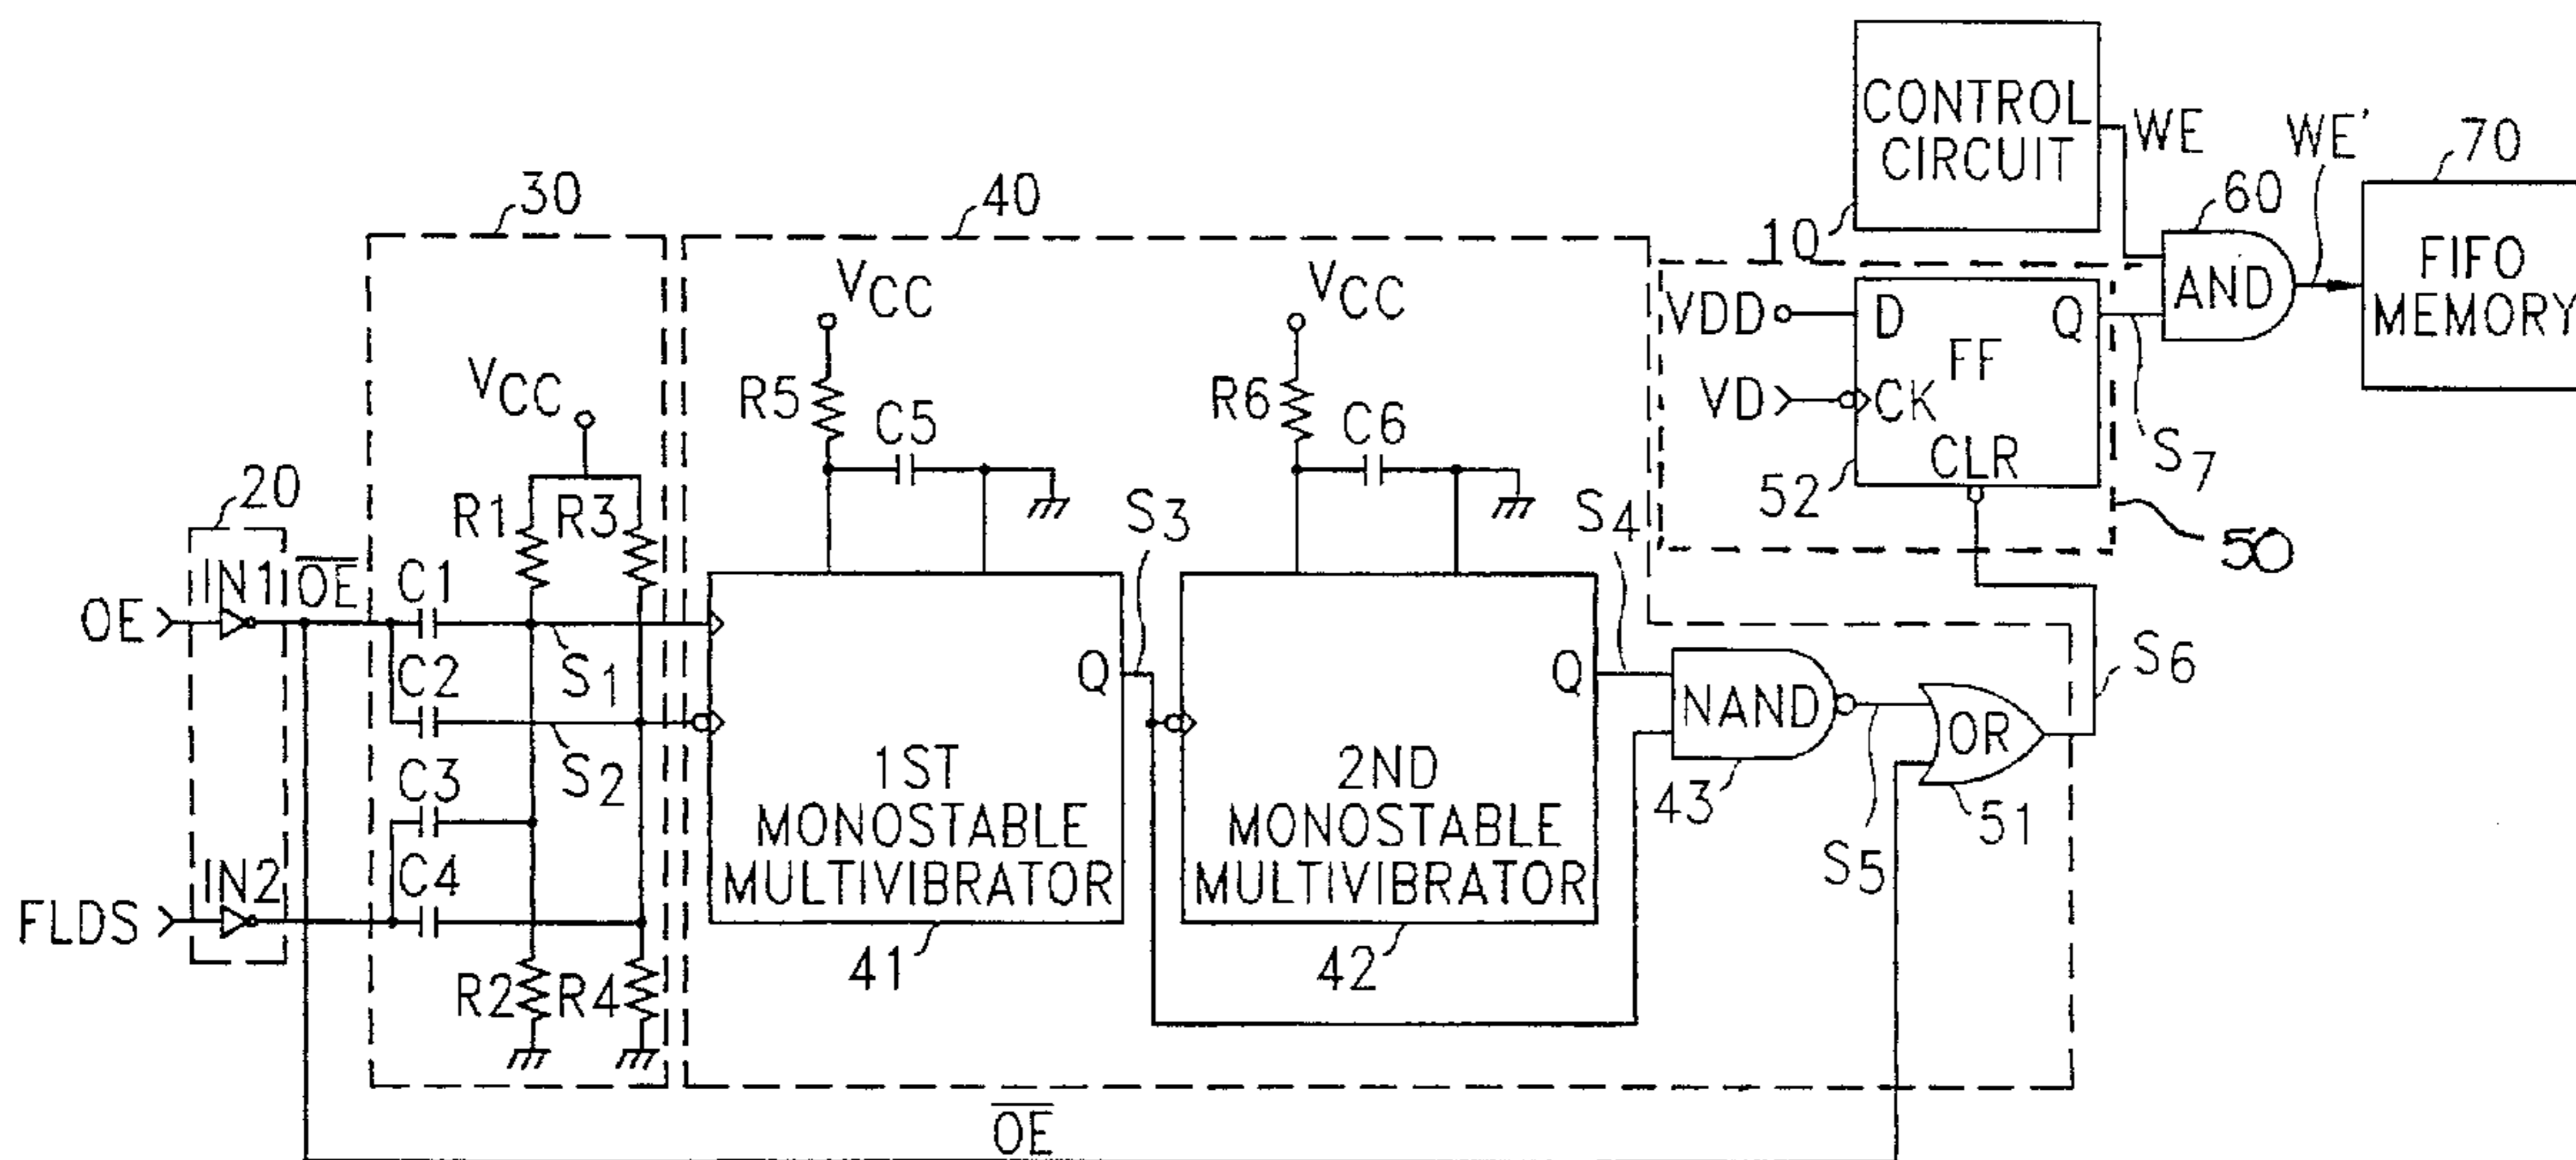 CONTROL
CIRCUIT
10
WE
WE'
60
70
AND
FIFO
MEMORY
30
40
VCC
VCC
VCC
R5
C5
R6
C6
VDD
D
Q
FF
VD
CK
CLR
52
S7
50
20
IN1
OE
OE
C1
R1
R3
S1
C2
S2
C3
C4
IN2
FLDS
R2
R4
Q
1ST
MONOSTABLE
MULTIVIBRATOR
41
S3
Q
2ND
MONOSTABLE
MULTIVIBRATOR
42
S4
NAND
43
S5
OR
51
S6
OE